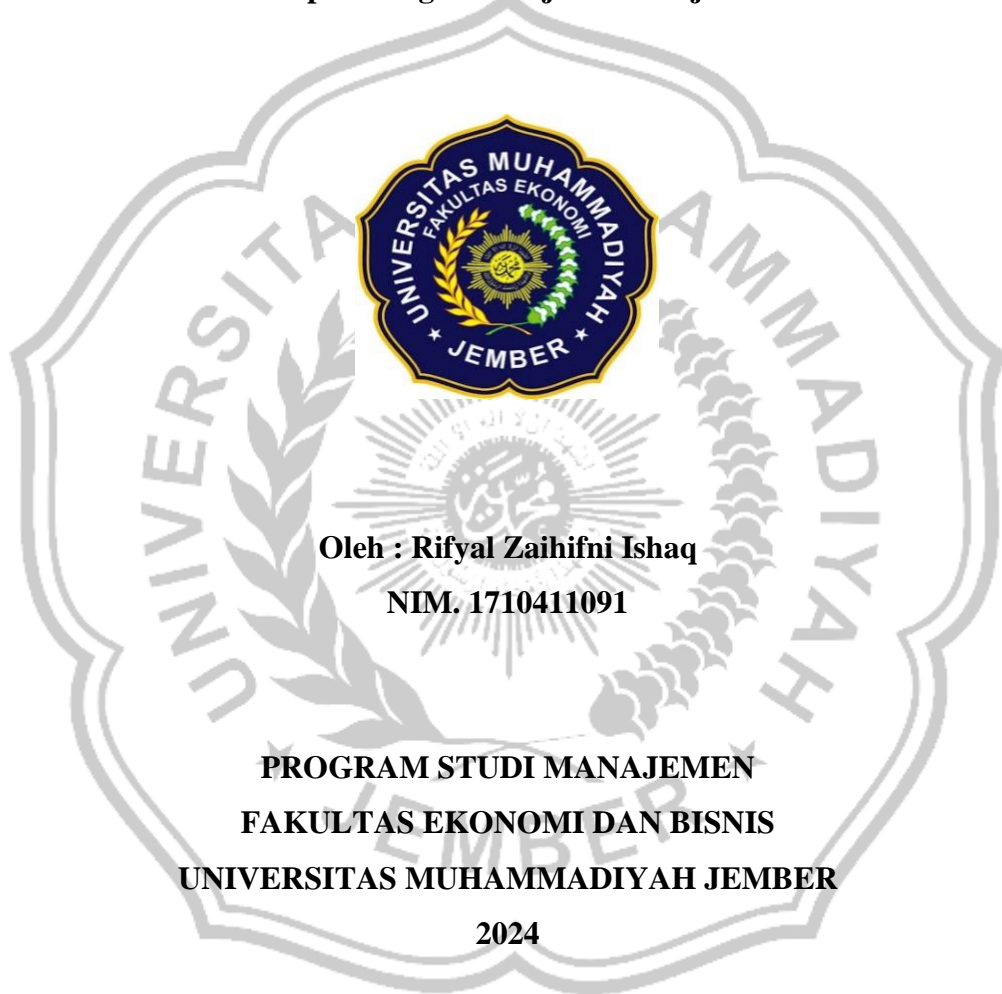 UNIVERSITAS MUHAMMADIYAH
FAKULTAS EKONOMI
* JEMBER *
Oleh : Rifyal Zaihifni Ishaq
NIM. 1710411091
PROGRAM STUDI MANAJEMEN
FAKULTAS EKONOMI DAN BISNIS
UNIVERSITAS MUHAMMADIYAH JEMBER
2024